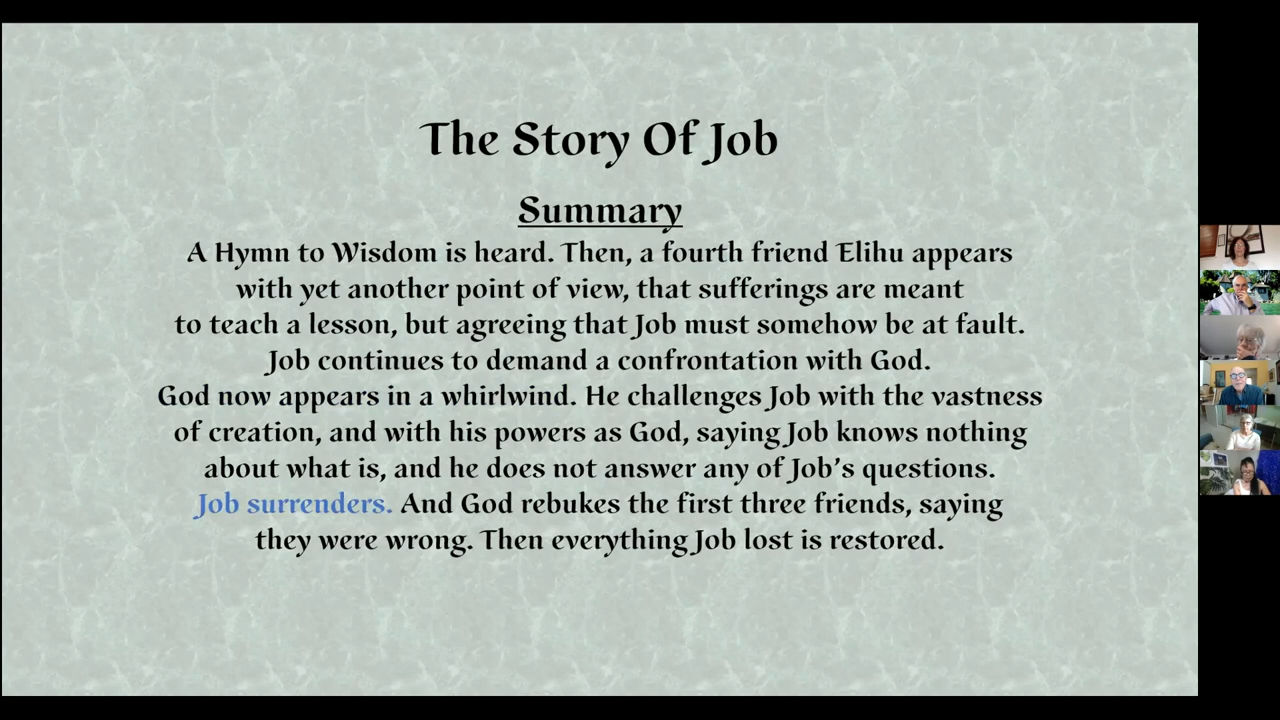 The Story Of Job
Summary
A Hymn to Wisdom is heard. Then, a fourth friend Elihu appears
with yet another point of view, that sufferings are meant
to teach a lesson, but agreeing that Job must somehow be at fault.
Job continues to demand a confrontation with God.
God now appears in a whirlwind. He challenges Job with the vastness
of creation, and with his powers as God, saying Job knows nothing
about what is, and he does not answer any of Job’s questions.
Job surrenders. And God rebukes the first three friends, saying
they were wrong. Then everything Job lost is restored.